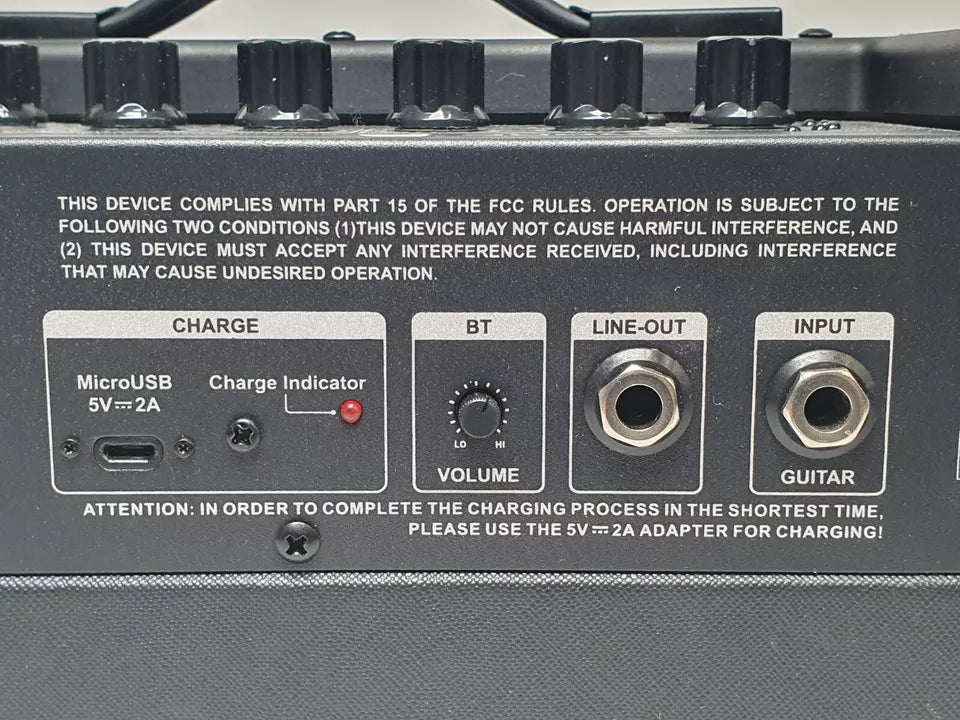 THIS DEVICE COMPLIES WITH PART 15 OF THE FCC RULES. OPERATION IS SUBJECT TO THE
FOLLOWING TWO CONDITIONS (1)THIS DEVICE MAY NOT CAUSE HARMFUL INTERFERENCE, AND
(2) THIS DEVICE MUST ACCEPT ANY INTERFERENCE RECEIVED, INCLUDING INTERFERENCE
THAT MAY CAUSE UNDESIRED OPERATION.
CHARGE
MicroUSB
5V⎓2A
Charge Indicator
BT
LO HI
VOLUME
LINE-OUT
INPUT
GUITAR
ATTENTION: IN ORDER TO COMPLETE THE CHARGING PROCESS IN THE SHORTEST TIME,
PLEASE USE THE 5V⎓2A ADAPTER FOR CHARGING!